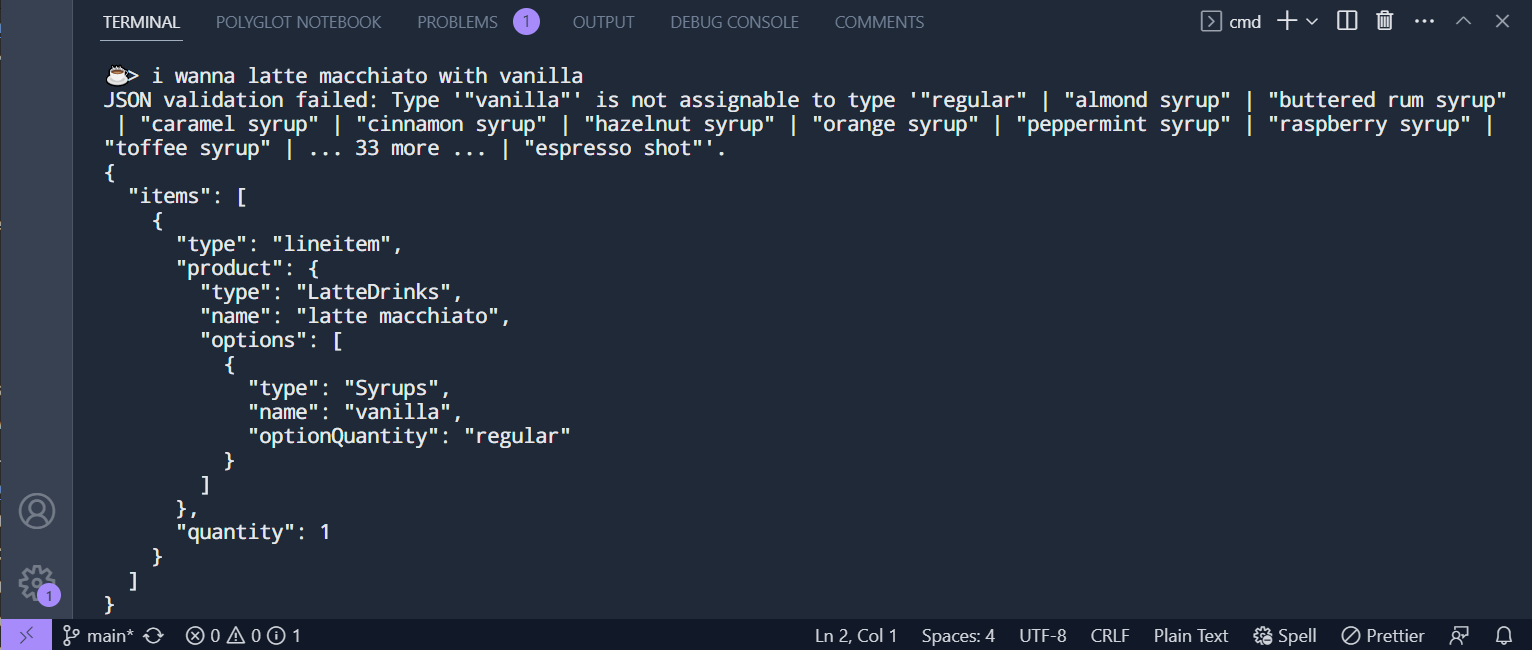 TERMINAL POLYGLOT NOTEBOOK PROBLEMS 1 OUTPUT DEBUG CONSOLE COMMENTS cmd
> i wanna latte macchiato with vanilla
JSON validation failed: Type '"vanilla"' is not assignable to type '"regular" | "almond syrup" | "buttered rum syrup"
 | "caramel syrup" | "cinnamon syrup" | "hazelnut syrup" | "orange syrup" | "peppermint syrup" | "raspberry syrup" |
"toffee syrup" | ... 33 more ... | "espresso shot"'.
{
  "items": [
    {
      "type": "lineitem",
      "product": {
        "type": "LatteDrinks",
        "name": "latte macchiato",
        "options": [
          {
            "type": "Syrups",
            "name": "vanilla",
            "optionQuantity": "regular"
          }
        ]
      },
      "quantity": 1
    }
  ]
}
1
main* 0 0 1 Ln 2, Col 1 Spaces: 4 UTF-8 CRLF Plain Text Spell Prettier